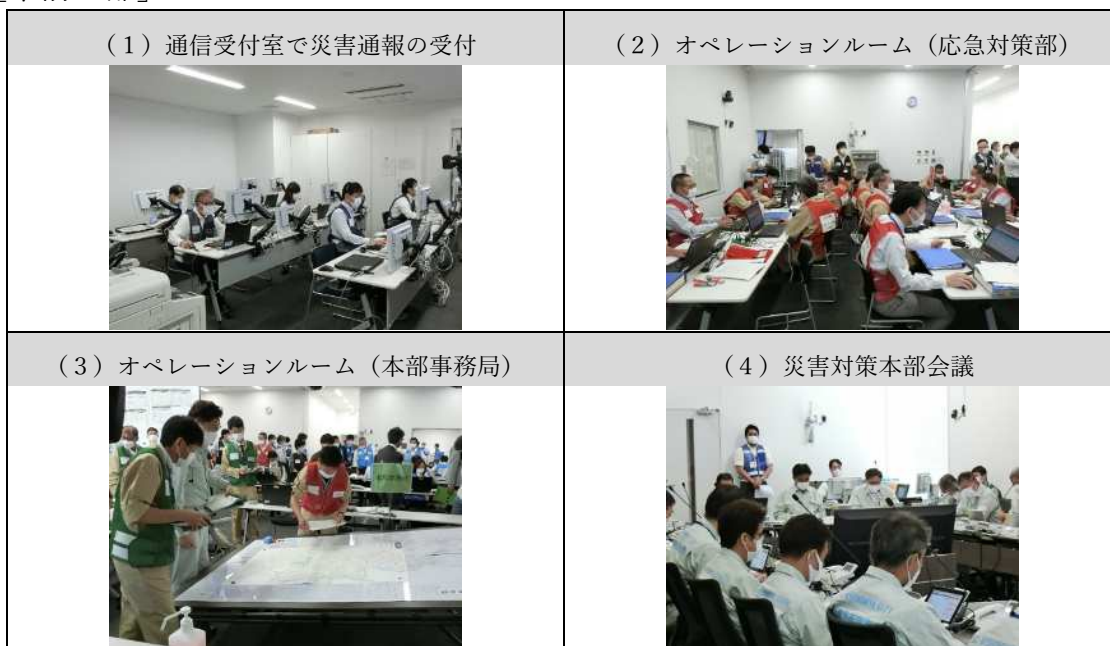 （１）通信受付室で災害通報の受付
（２）オペレーションルーム（応急対策部）
（３）オペレーションルーム（本部事務局）
（４）災害対策本部会議